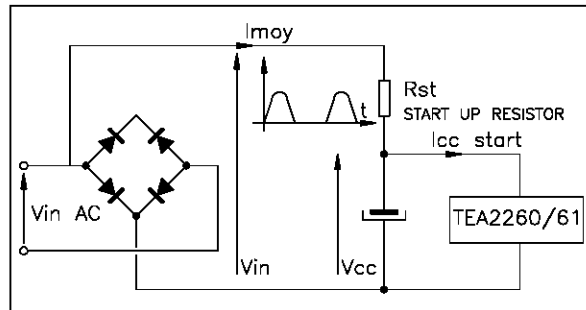 Imoy
Rst
START UP RESISTOR
t
Icc start
Vin AC
TEA2260/61
Vin
Vcc